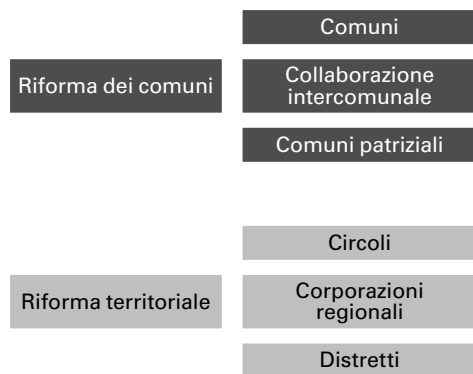 Comuni
Riforma dei comuni
Collaborazione
intercomunale
Comuni patriziali
Circoli
Riforma territoriale
Corporazioni
regionali
Distretti